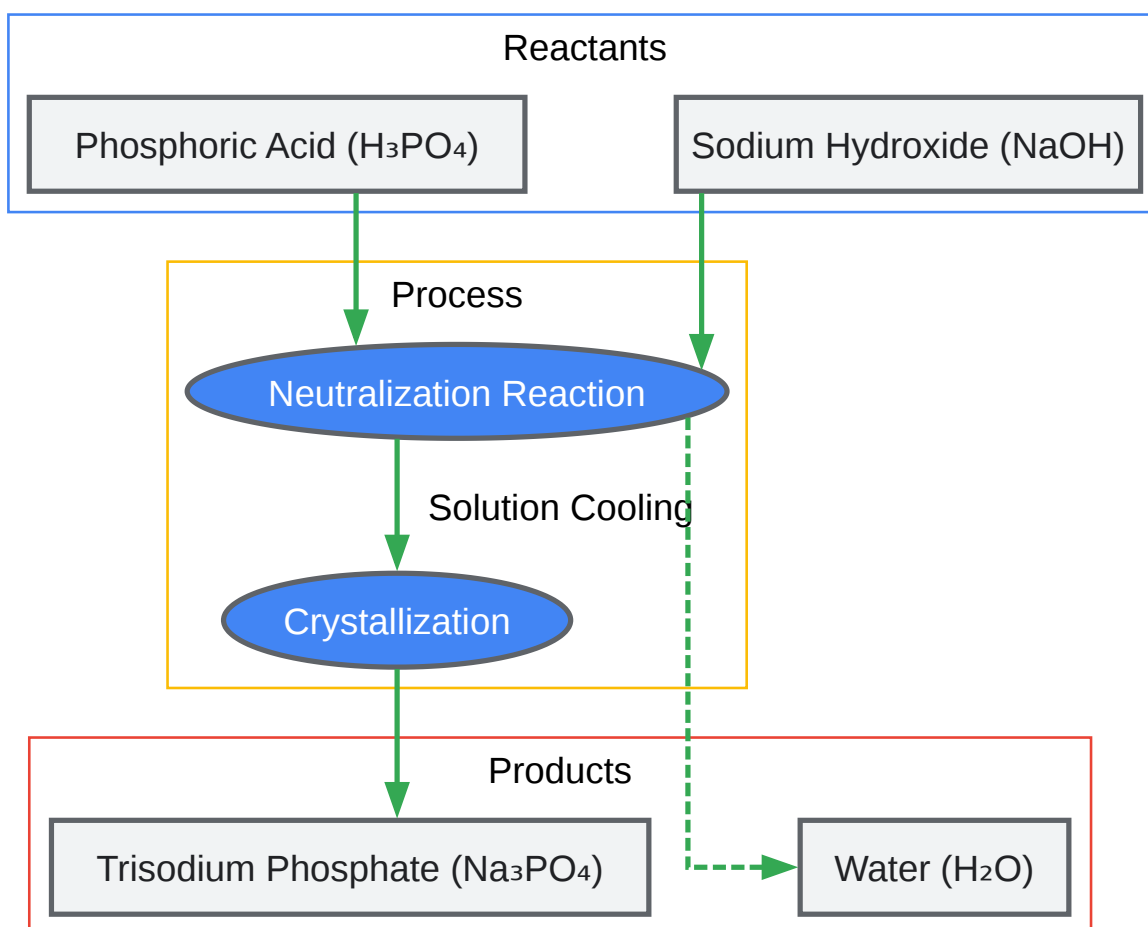 Reactants
Phosphoric Acid (H₃PO₄)
Sodium Hydroxide (NaOH)
Process
Neutralization Reaction
Solution Cooling
Crystallization
Products
Trisodium Phosphate (Na₃PO₄)
Water (H₂O)